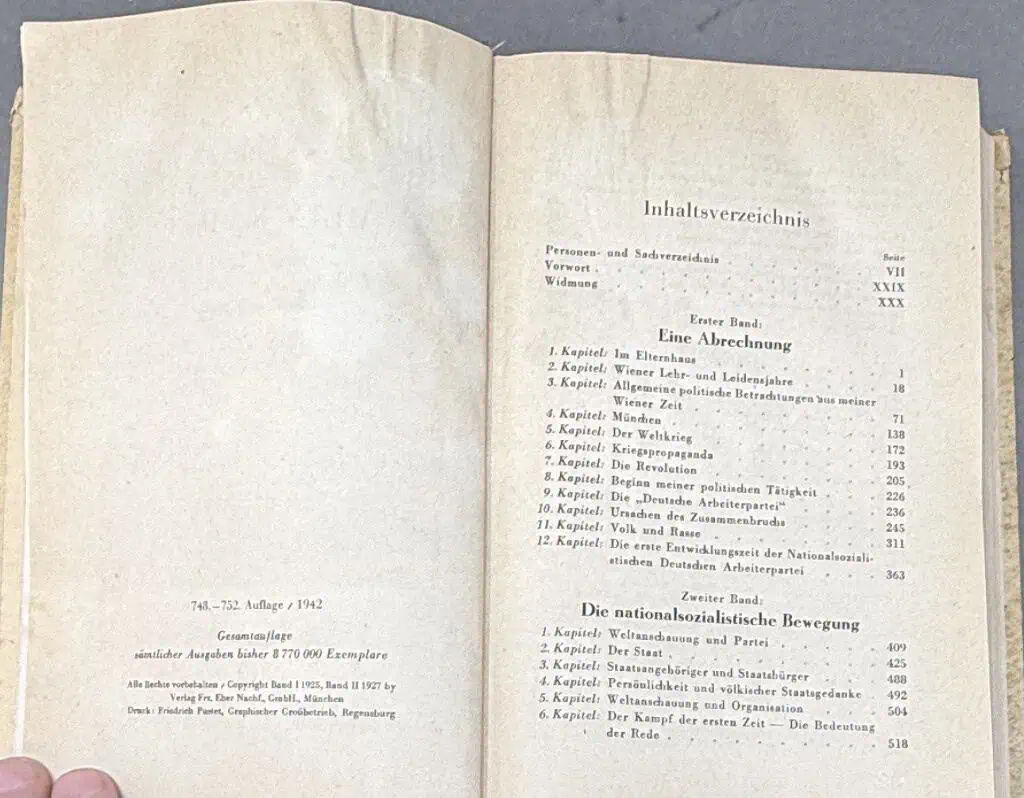 748.–752. Auflage / 1942
Gesamtauflage
sämtlicher Ausgaben bisher 8 770 000 Exemplare
Alle Rechte vorbehalten / Copyright Band I 1925, Band II 1927 by
Verlag Frz. Eher Nachf., GmbH., München
Druck: Friedrich Pustet, Graphischer Großbetrieb, Regensburg
Inhaltsverzeichnis
Seite
Personen- und Sachverzeichnis . . . . . . VII
Vorwort . . . . . . . . . . XXIX
Widmung . . . . . . . . . . XXX
Erster Band:
Eine Abrechnung
1. Kapitel: Im Elternhaus . . . . . . . 1
2. Kapitel: Wiener Lehr- und Leidensjahre . . . . 18
3. Kapitel: Allgemeine politische Betrachtungen aus meiner
Wiener Zeit . . . . . . . . 71
4. Kapitel: München . . . . . . . . 138
5. Kapitel: Der Weltkrieg . . . . . . . 172
6. Kapitel: Kriegspropaganda . . . . . . 193
7. Kapitel: Die Revolution . . . . . . . 205
8. Kapitel: Beginn meiner politischen Tätigkeit . . . 226
9. Kapitel: Die „Deutsche Arbeiterpartei“ . . . . 236
10. Kapitel: Ursachen des Zusammenbruchs . . . . 245
11. Kapitel: Volk und Rasse . . . . . . . 311
12. Kapitel: Die erste Entwicklungszeit der Nationalsoziali-
stischen Deutschen Arbeiterpartei . . . 363
Zweiter Band:
Die nationalsozialistische Bewegung
1. Kapitel: Weltanschauung und Partei . . . . . 409
2. Kapitel: Der Staat . . . . . . . . 425
3. Kapitel: Staatsangehöriger und Staatsbürger . . . 488
4. Kapitel: Persönlichkeit und völkischer Staatsgedanke . 492
5. Kapitel: Weltanschauung und Organisation . . . . 504
6. Kapitel: Der Kampf der ersten Zeit — Die Bedeutung
der Rede . . . . . . . . . 518